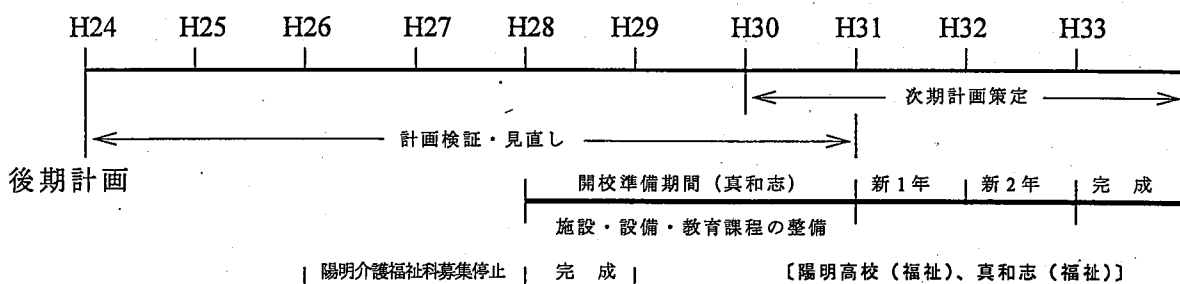 H24 H25 H26 H27 H28 H29 H30 H31 H32 H33
次期計画策定
計画検証・見直し
後期計画
開校準備期間（真和志） 新1年 新2年 完 成
施設・設備・教育課程の整備
陽明介護福祉科募集停止 完 成 〔陽明高校（福祉）、真和志（福祉）〕